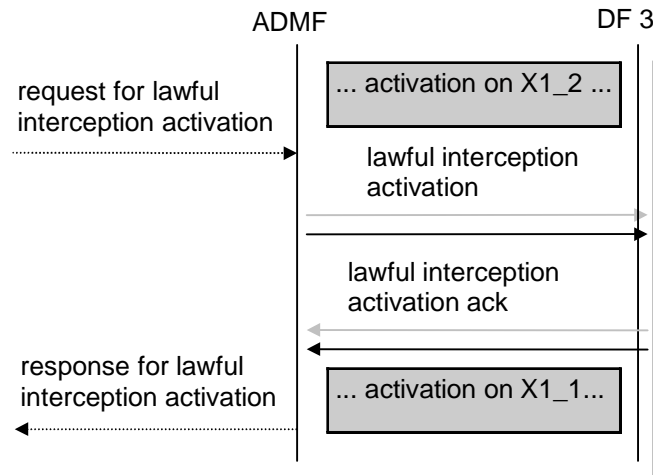 ADMF
DF 3
... activation on X1_2 ...
request for lawful
interception activation
lawful interception
activation
lawful interception
activation ack
response for lawful
interception activation
... activation on X1_1...